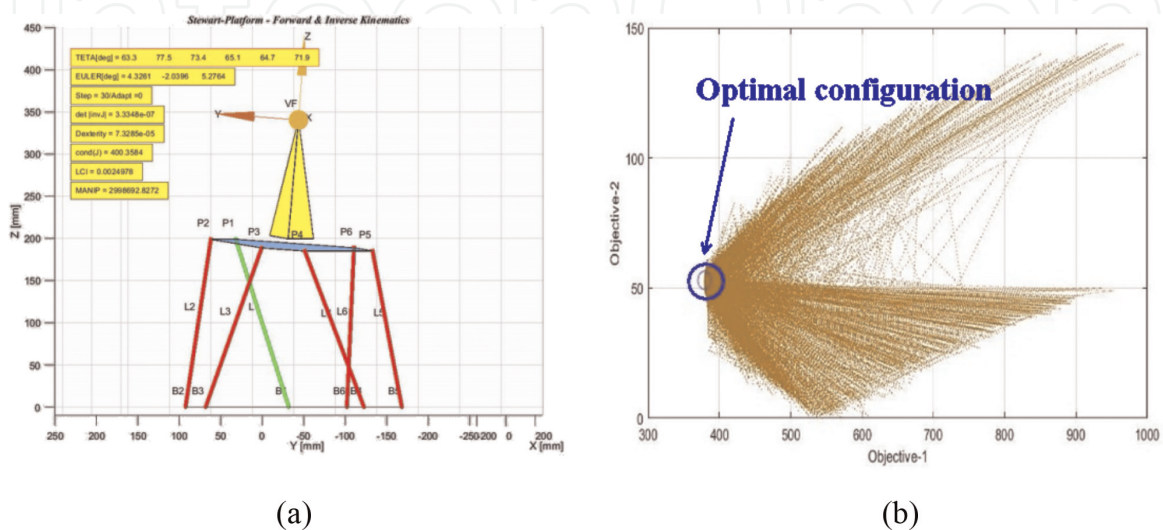 Stewart-Platform - Forward & Inverse Kinematics
450
400
350
300
250
200
150
100
50
0
Z [mm]
TETA[deg] = 63.3 77.5 73.4 65.1 64.7 71.9
EULER[deg] = 4.3261 -2.0396 5.2764
Step = 30/Adapt =0
det |invJ| = 3.3348e-07
Dexterity = 7.3285e-05
cond(J) = 400.3584
LCI = 0.0024978
MANIP = 2998692.8272
Z
VF
Y
X
P2 P1 P3 P4 P6 P5
L2 L3 L L6 L5
B2 B3 B6 B5
250 200 150 100 50 0 -50 -100 -150 -200 -250 -200 0 200
Y [mm] X [mm]
(a)
150
100
50
0
Objective-2
Optimal configuration
300 400 500 600 700 800 900 1000
Objective-1
(b)